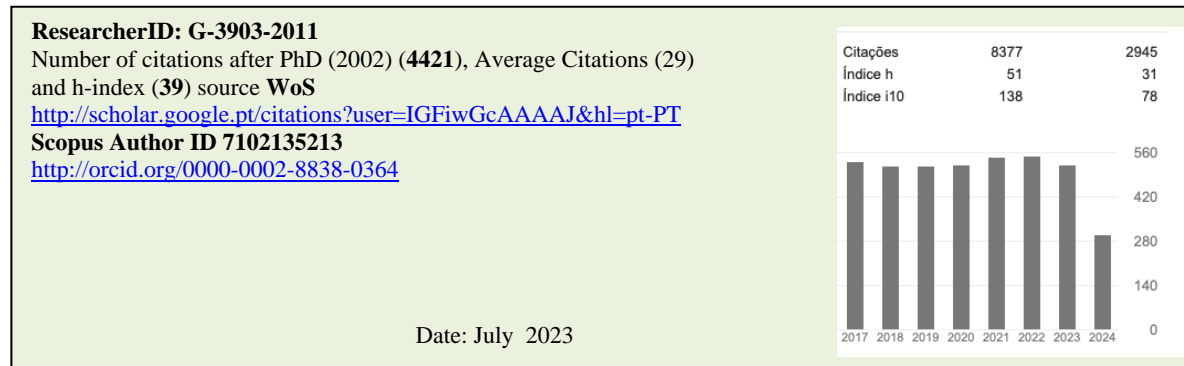 ResearcherID: G-3903-2011
Number of citations after PhD (2002) (4421), Average Citations (29)
and h-index (39) source WoS
http://scholar.google.pt/citations?user=IGFiwGcAAAAJ&hl=pt-PT
Scopus Author ID 7102135213
http://orcid.org/0000-0002-8838-0364
Date: July 2023
Citações 8377 2945
Índice h 51 31
Índice i10 138 78
560
420
280
140
0
2017 2018 2019 2020 2021 2022 2023 2024